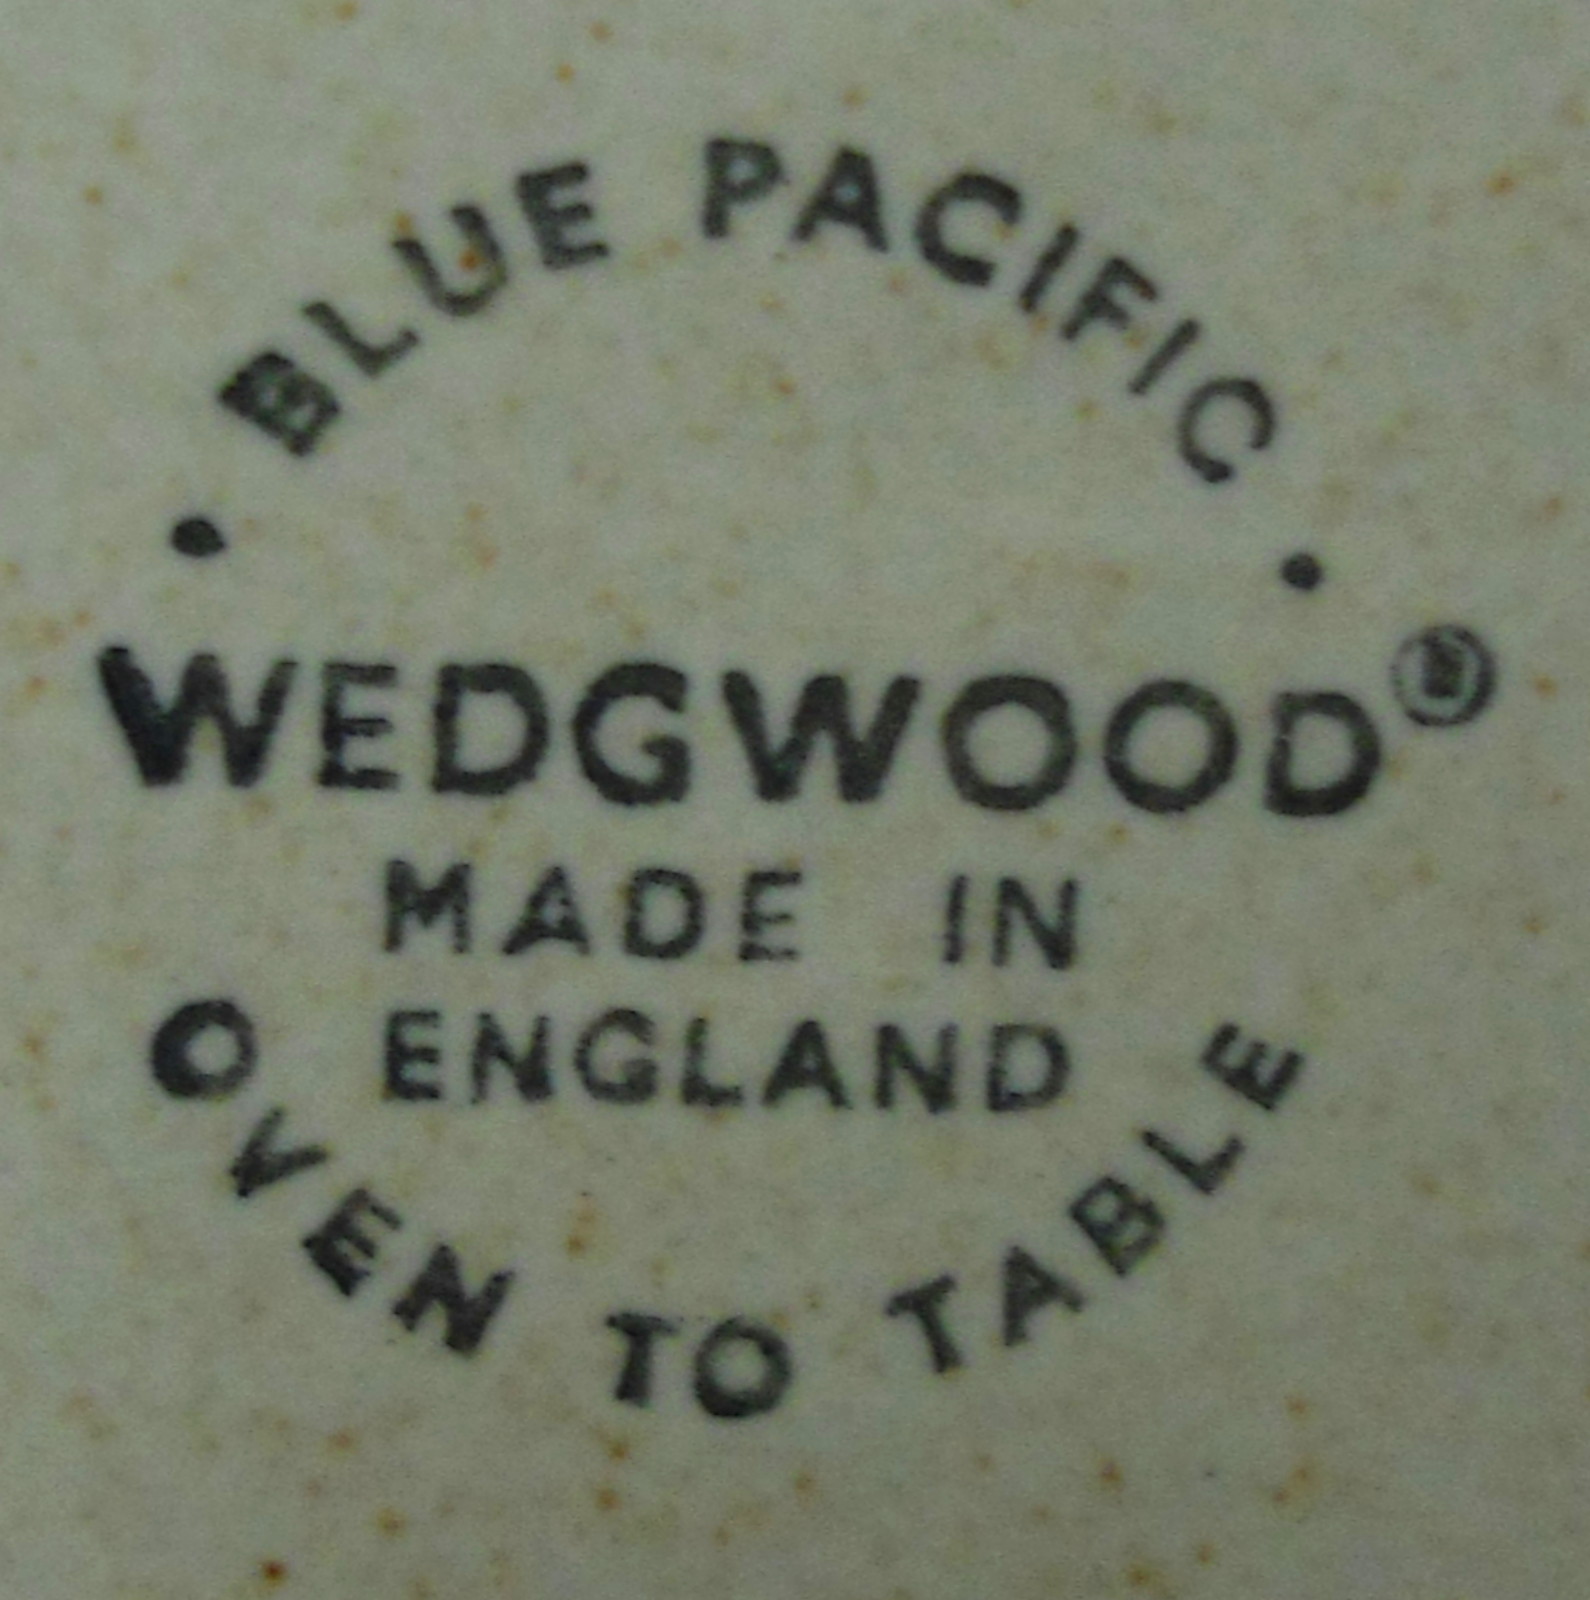 • BLUE PACIFIC •
WEDGWOOD®
MADE IN
ENGLAND
OVEN TO TABLE